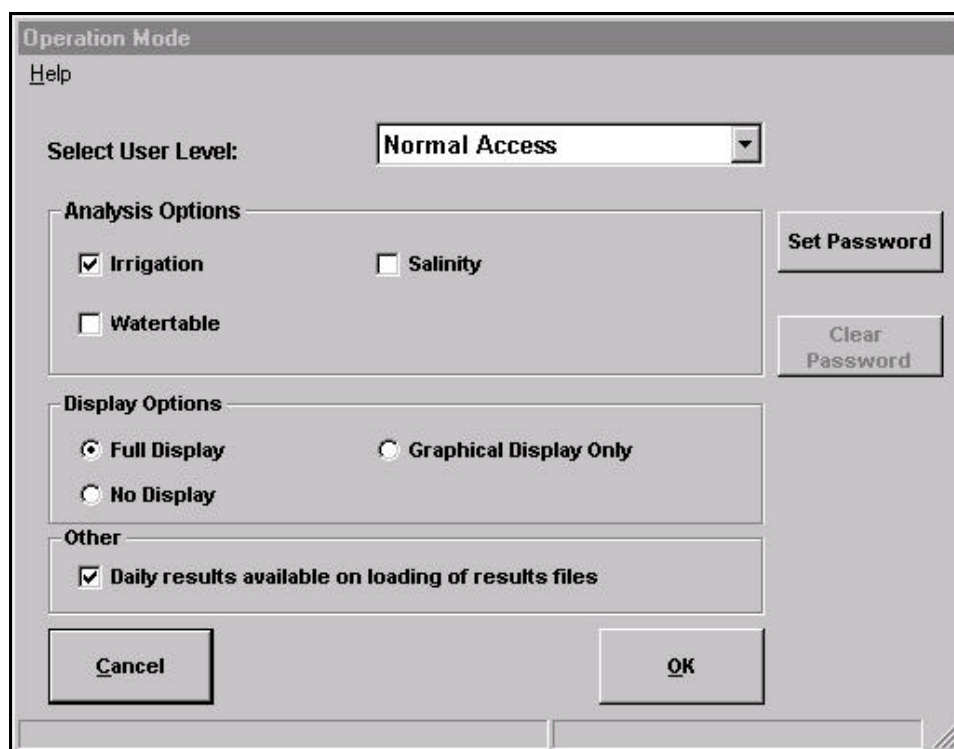 Operation Mode
Help
Select User Level:
Normal Access
Analysis Options
Irrigation
Salinity
Watertable
Set Password
Clear
Password
Display Options
Full Display
Graphical Display Only
No Display
Other
Daily results available on loading of results files
Cancel
OK